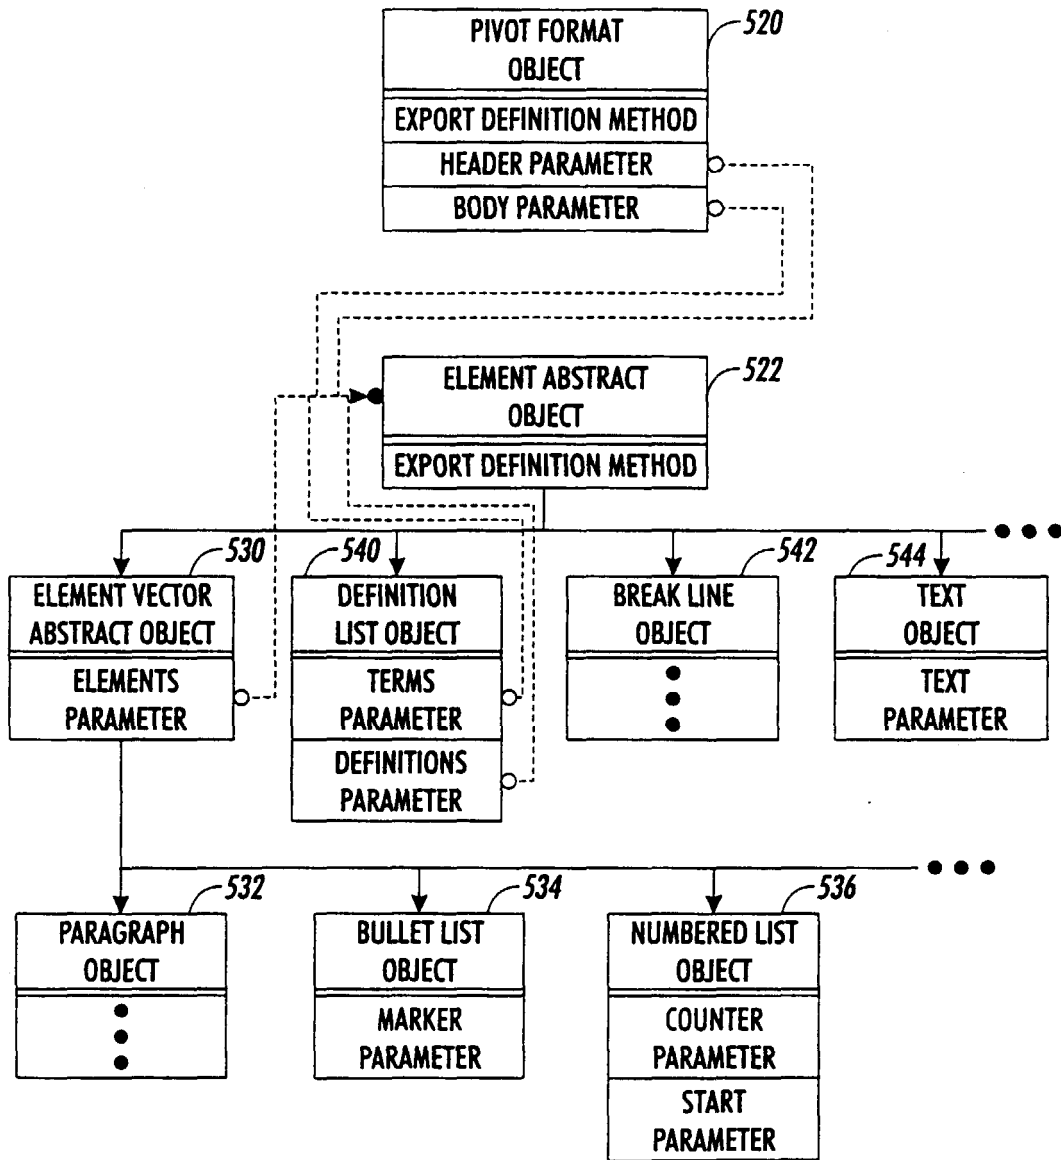 PIVOT FORMAT
OBJECT
520
EXPORT DEFINITION METHOD
HEADER PARAMETER
BODY PARAMETER
ELEMENT ABSTRACT
OBJECT
522
EXPORT DEFINITION METHOD
530
ELEMENT VECTOR
ABSTRACT OBJECT
ELEMENTS
PARAMETER
540
DEFINITION
LIST OBJECT
TERMS
PARAMETER
DEFINITIONS
PARAMETER
542
BREAK LINE
OBJECT
544
TEXT
OBJECT
TEXT
PARAMETER
532
PARAGRAPH
OBJECT
534
BULLET LIST
OBJECT
MARKER
PARAMETER
536
NUMBERED LIST
OBJECT
COUNTER
PARAMETER
START
PARAMETER